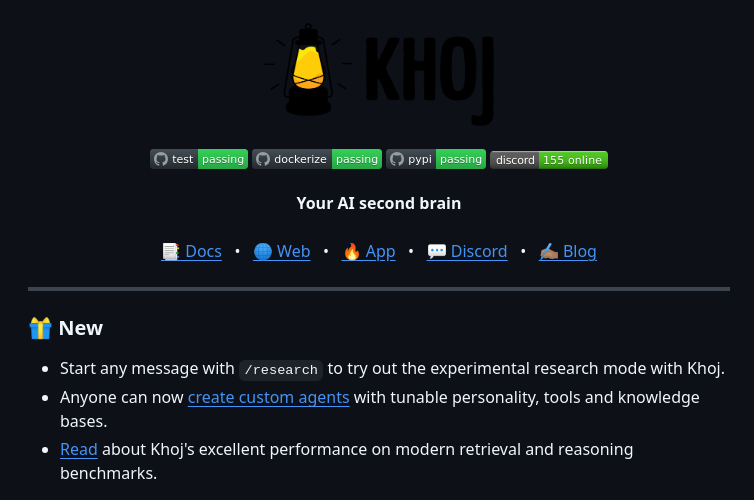 KHOJ
test passing dockerize passing pypi passing discord 155 online
Your AI second brain
📑 Docs • 🌐 Web • 🔥 App • 💬 Discord • ✍🏽 Blog
🎁 New
• Start any message with /research to try out the experimental research mode with Khoj.
• Anyone can now create custom agents with tunable personality, tools and knowledge
bases.
• Read about Khoj's excellent performance on modern retrieval and reasoning
benchmarks.